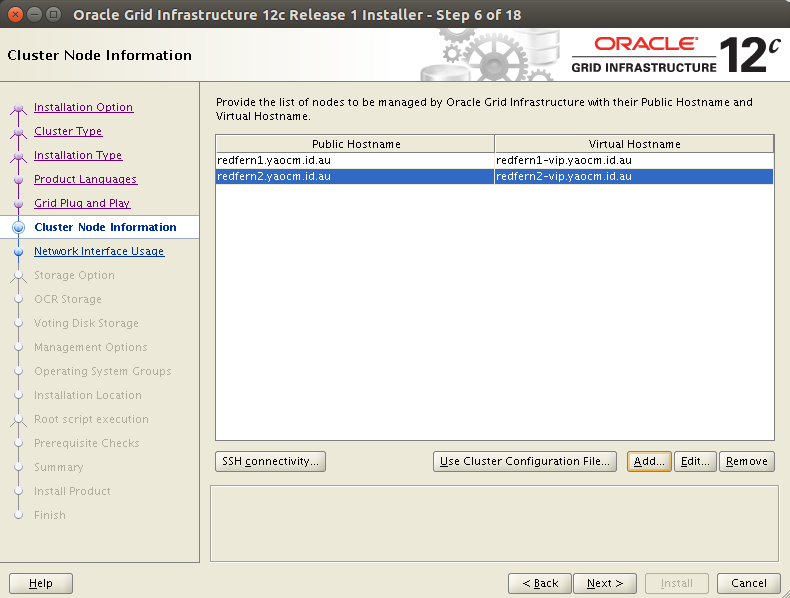 Oracle Grid Infrastructure 12c Release 1 Installer - Step 6 of 18
Cluster Node Information
ORACLE
GRID INFRASTRUCTURE
12c
Installation Option
Cluster Type
Installation Type
Product Languages
Grid Plug and Play
Cluster Node Information
Network Interface Usage
Storage Option
OCR Storage
Voting Disk Storage
Management Options
Operating System Groups
Installation Location
Root script execution
Prerequisite Checks
Summary
Install Product
Finish
Provide the list of nodes to be managed by Oracle Grid Infrastructure with their Public Hostname and
Virtual Hostname.
Public Hostname Virtual Hostname
redfern1.yaocm.id.au redfern1-vip.yaocm.id.au
redfern2.yaocm.id.au redfern2-vip.yaocm.id.au
SSH connectivity... Use Cluster Configuration File... Add... Edit... Remove
Help < Back Next > Install Cancel